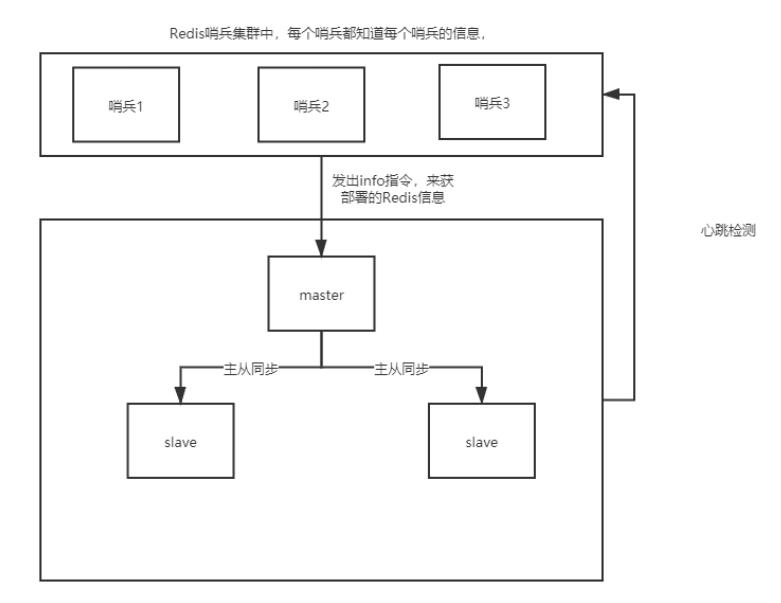 Redis哨兵集群中，每个哨兵都知道每个哨兵的信息，
哨兵1
哨兵2
哨兵3
发出info指令，来获
部署的Redis信息
心跳检测
master
主从同步
主从同步
slave
slave